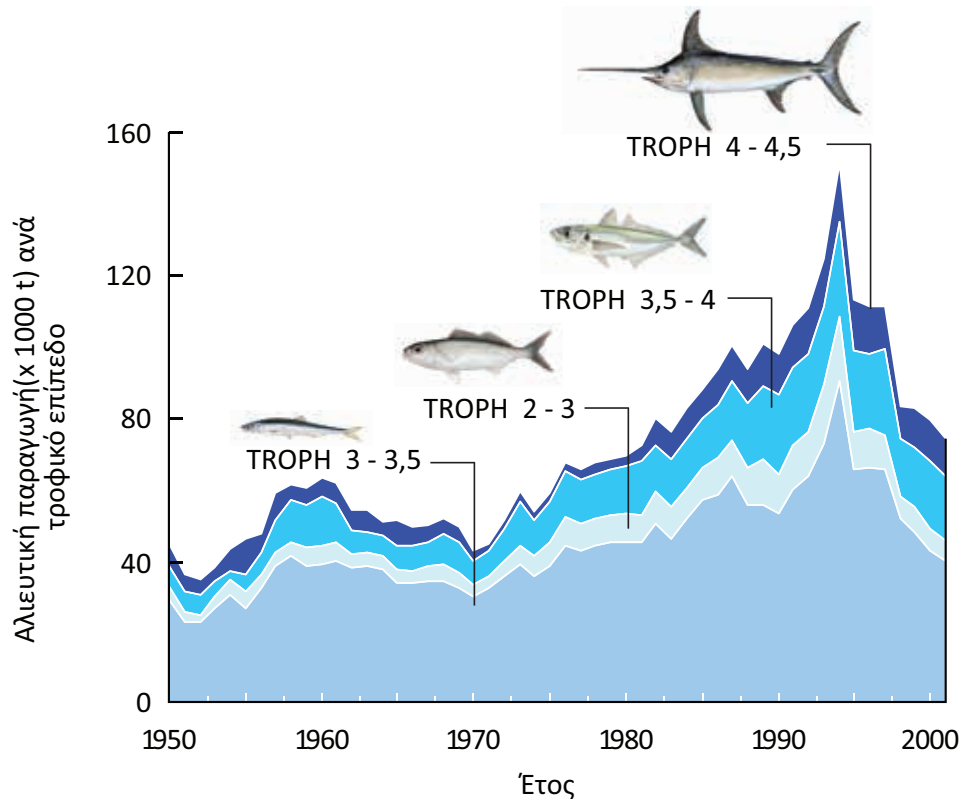 TROPH 4 - 4,5
TROPH 3,5 - 4
TROPH 2 - 3
TROPH 3 - 3,5
Αλιευτική παραγωγή(x 1000 t) ανά
τροφικό επίπεδο
160
120
80
40
0
1950 1960 1970 1980 1990 2000
Έτος